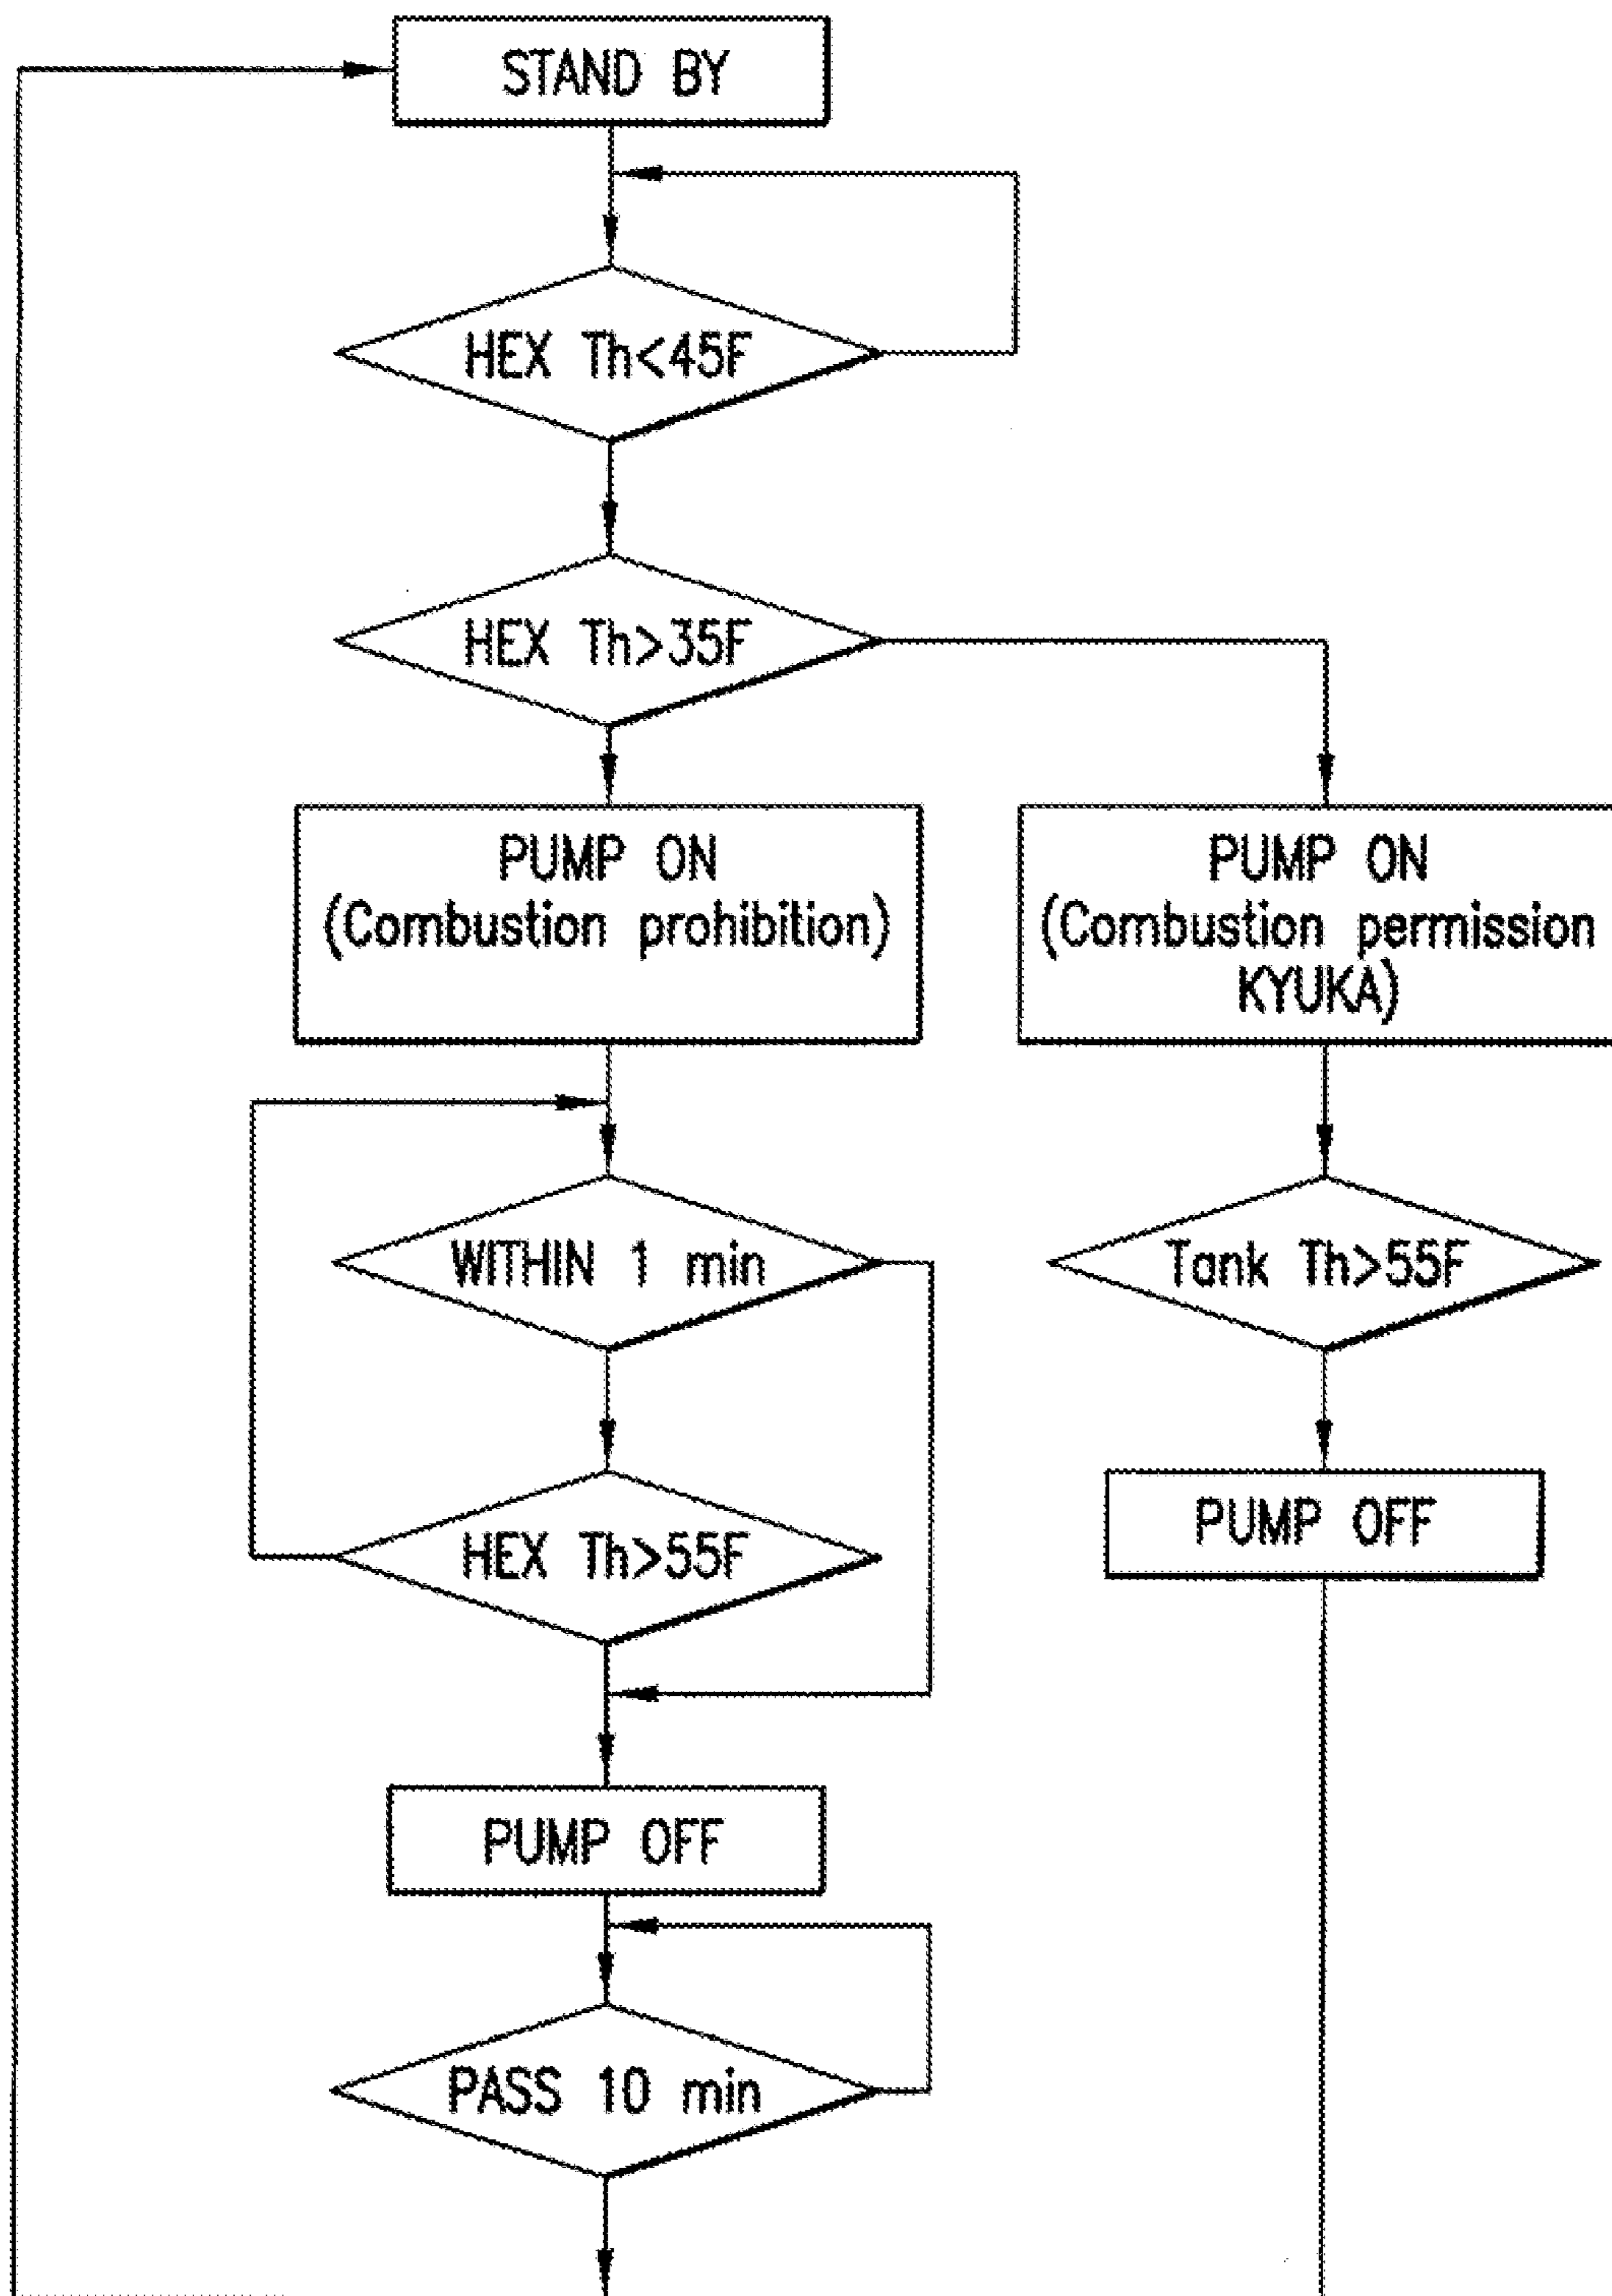 STAND BY
HEX Th<45F
HEX Th>35F
PUMP ON
(Combustion prohibition)
PUMP ON
(Combustion permission
KYUKA)
WITHIN 1 min
Tank Th>55F
HEX Th>55F
PUMP OFF
PUMP OFF
PASS 10 min